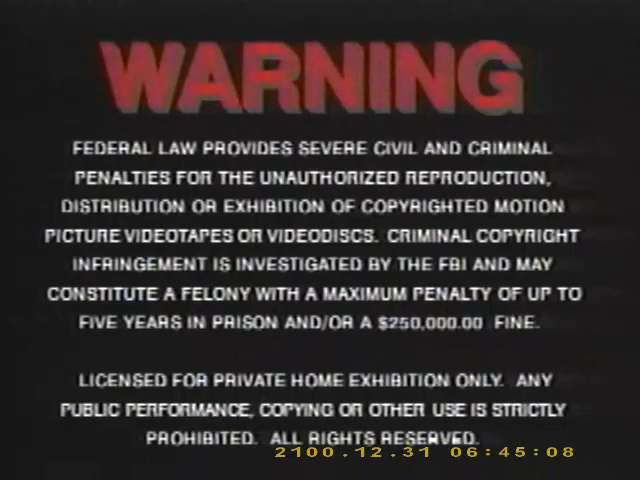 WARNING
FEDERAL LAW PROVIDES SEVERE CIVIL AND CRIMINAL
PENALTIES FOR THE UNAUTHORIZED REPRODUCTION,
DISTRIBUTION OR EXHIBITION OF COPYRIGHTED MOTION
PICTURE VIDEOTAPES OR VIDEODISCS. CRIMINAL COPYRIGHT
INFRINGEMENT IS INVESTIGATED BY THE FBI AND MAY
CONSTITUTE A FELONY WITH A MAXIMUM PENALTY OF UP TO
FIVE YEARS IN PRISON AND/OR A $250,000.00 FINE.
LICENSED FOR PRIVATE HOME EXHIBITION ONLY. ANY
PUBLIC PERFORMANCE, COPYING OR OTHER USE IS STRICTLY
PROHIBITED. ALL RIGHTS RESERVED.
2100.12.31 06:45:08